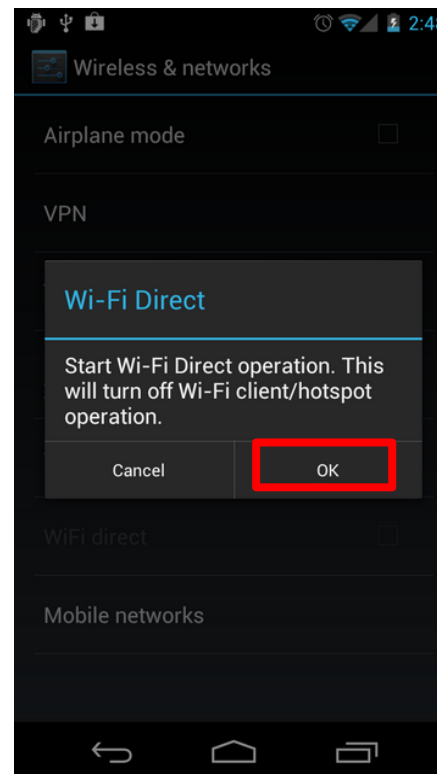 2:48
Wireless & networks
Airplane mode
VPN
Wi-Fi Direct
Start Wi-Fi Direct operation. This
will turn off Wi-Fi client/hotspot
operation.
Cancel
OK
WiFi direct
Mobile networks